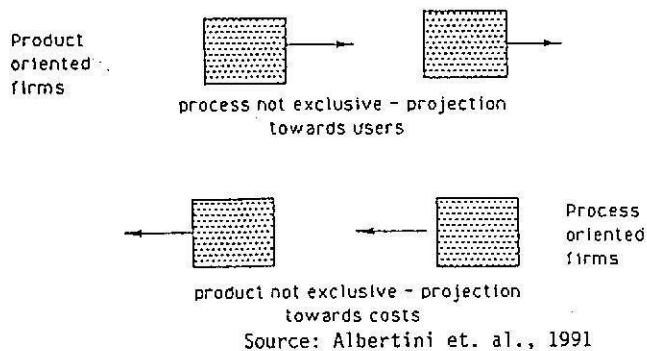 Product
oriented
firms
process not exclusive - projection
towards users
Process
oriented
firms
product not exclusive - projection
towards costs
Source: Albertini et. al., 1991